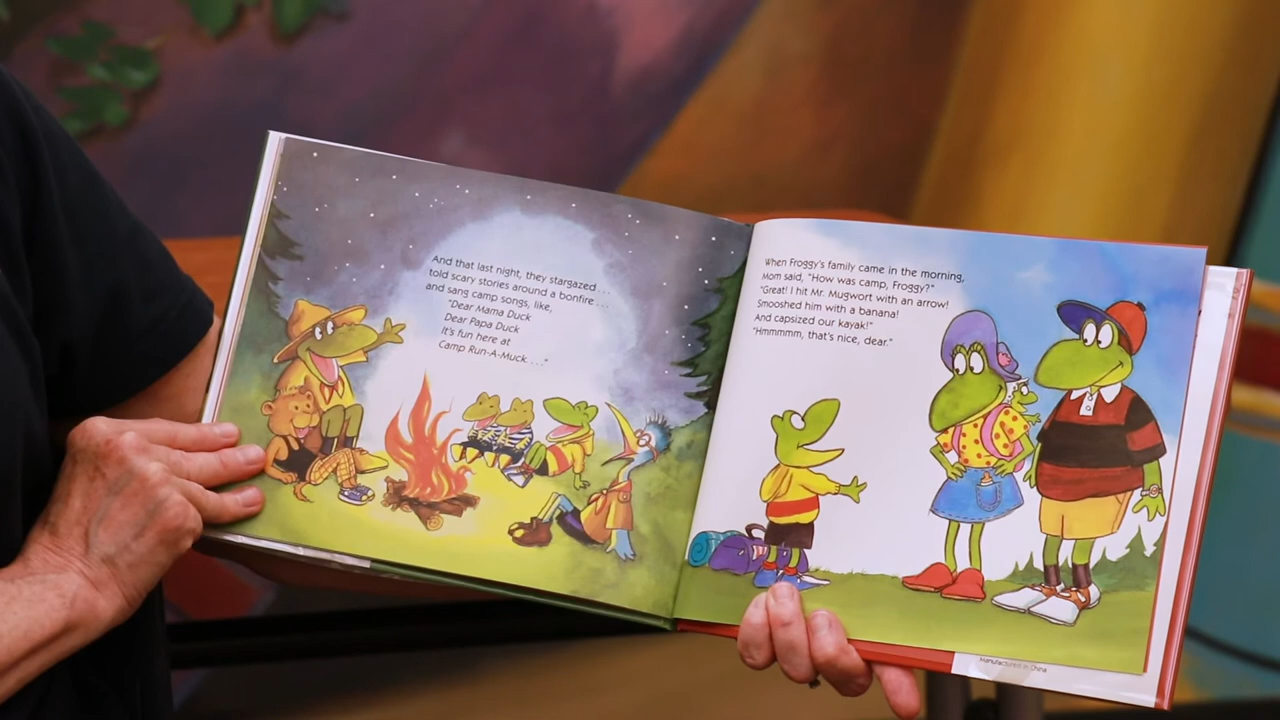 And that last night, they stargazed . . .
told scary stories around a bonfire . . .
and sang camp songs, like,
"Dear Mama Duck
Dear Papa Duck
It's fun here at
Camp Run-A-Muck. . . ."
When Froggy's family came in the morning,
Mom said, "How was camp, Froggy?"
"Great! I hit Mr. Mugwort with an arrow!
Smooshed him with a banana!
And capsized our kayak!"
"Hmmmmm, that's nice, dear."
Manufactured in China